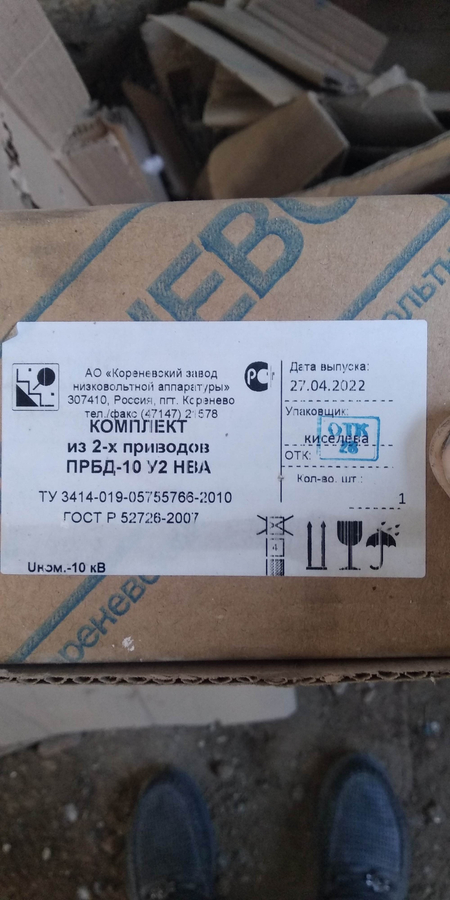 АО «Кореневский завод
низковольтной аппаратуры»
307410, Россия, пгт. Коренево
тел./факс (47147) 21578
КОМПЛЕКТ
из 2-х приводов
ПРБД-10 У2 НВА
ТУ 3414-019-05755766-2010
ГОСТ Р 52726-2007
Uном.-10 кВ
Дата выпуска:
27.04.2022
Упаковщик:
киселева
ОТК
28
ОТК:
Кол-во. шт.:
1
4